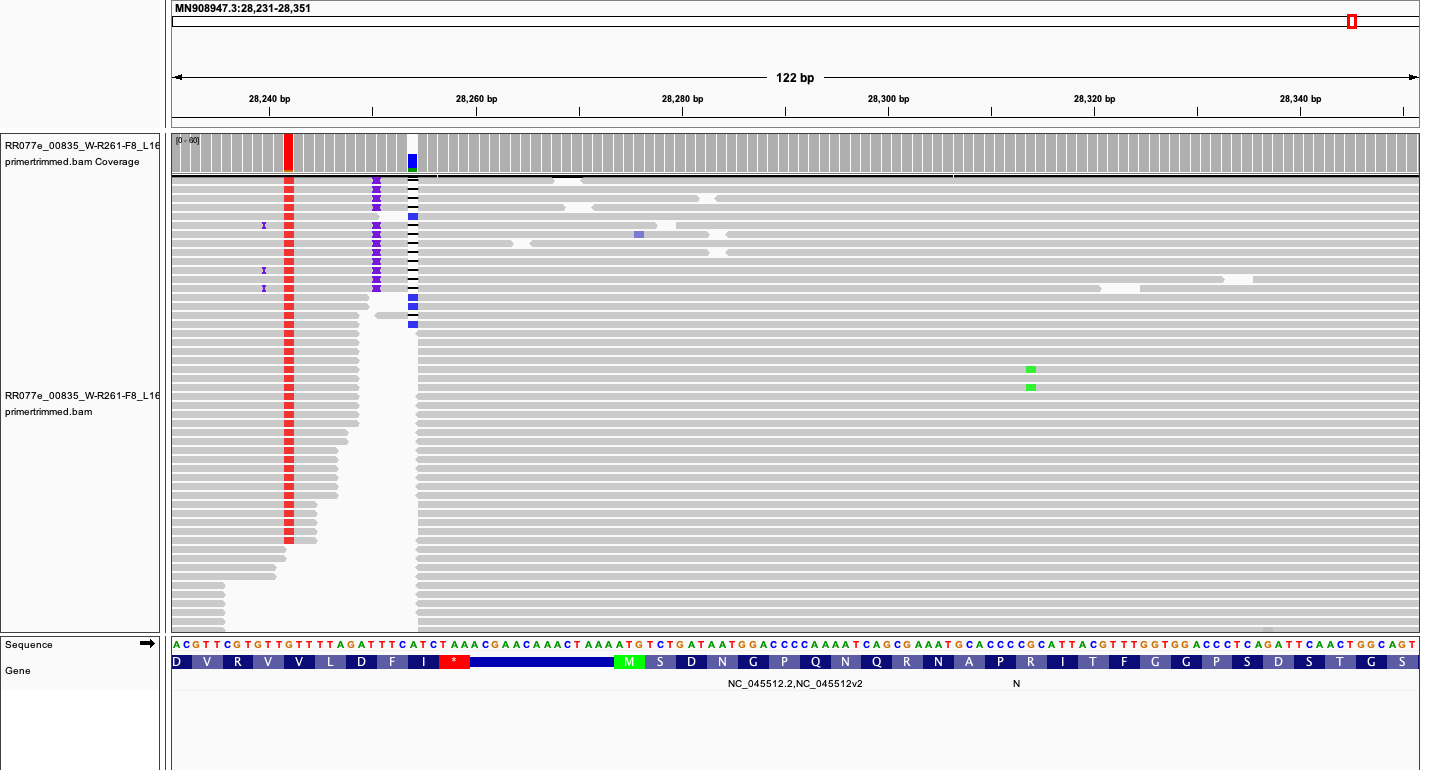 MN908947.3:28,231-28,351
122 bp
28,240 bp 28,260 bp 28,280 bp 28,300 bp 28,320 bp 28,340 bp
RR077e_00835_W-R261-F8_L16
primertrimmed.bam Coverage
[0 - 60]
RR077e_00835_W-R261-F8_L16
primertrimmed.bam
Sequence
ACGTTCGTGTTGTTTTAGATTTCATCTAAACGAACAAACTAAAATGTCTGATAATGGACCCCAAAATCAGCGAAATGCACCCCGCATTACGTTTGGTGGACCCTCAGATTCAACTGGCAGT
Gene
D V R V V L D F I * M S D N G P Q N Q R N A P R I T F G G P S D S T G S
NC_045512.2,NC_045512v2 N